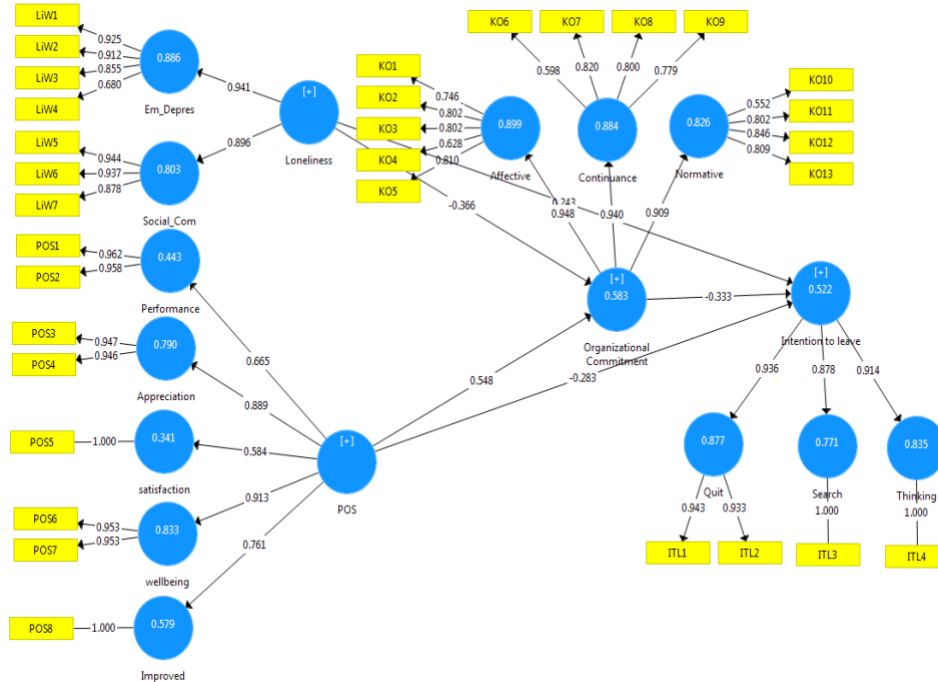 LiW1
LiW2
LiW3
LiW4
0.925
0.912
0.855
0.680
0.886
Em_Depres
0.941
LiW5
LiW6
LiW7
0.944
0.937
0.878
0.803
Social_Com
0.896
[+]
Loneliness
KO1
KO2
KO3
KO4
KO5
0.746
0.802
0.802
0.628
0.810
0.899
Affective
KO6
KO7
KO8
KO9
0.598
0.820
0.800
0.779
0.884
Continuance
KO10
KO11
KO12
KO13
0.552
0.802
0.846
0.809
0.826
Normative
-0.366
0.243
0.948
0.940
0.909
POS1
POS2
0.962
0.958
0.443
Performance
0.665
POS3
POS4
0.947
0.946
0.790
Appreciation
0.889
POS5
1.000
0.341
satisfaction
0.584
POS6
POS7
0.953
0.953
0.833
wellbeing
0.913
POS8
1.000
0.579
Improved
0.761
[+]
POS
0.548
-0.283
[+]
0.583
Organizational
Commitment
-0.333
[+]
0.522
Intention to leave
0.936
0.878
0.914
0.877
Quit
0.943
0.933
ITL1
ITL2
0.771
Search
1.000
ITL3
0.835
Thinking
1.000
ITL4